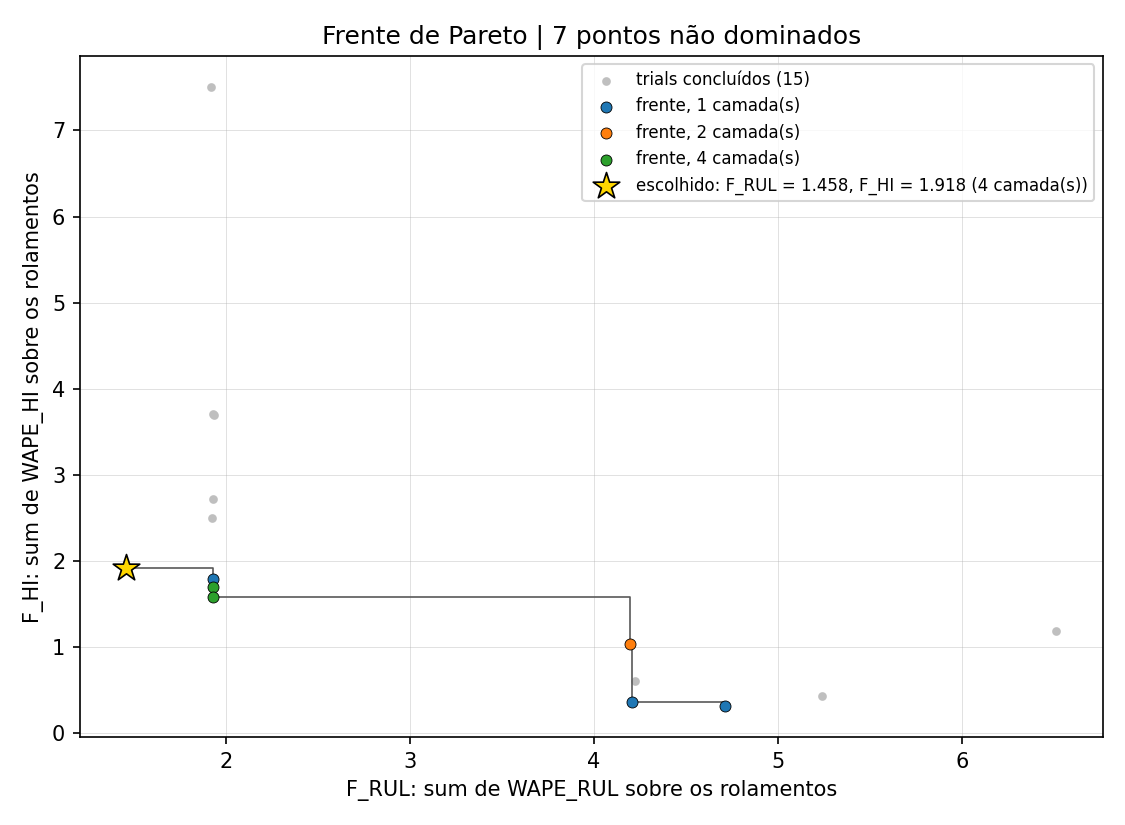 Frente de Pareto | 7 pontos não dominados
trials concluídos (15)
frente, 1 camada(s)
frente, 2 camada(s)
frente, 4 camada(s)
escolhido: F_RUL = 1.458, F_HI = 1.918 (4 camada(s))
F_HI: sum de WAPE_HI sobre os rolamentos
7
6
5
4
3
2
1
0
2 3 4 5 6
F_RUL: sum de WAPE_RUL sobre os rolamentos